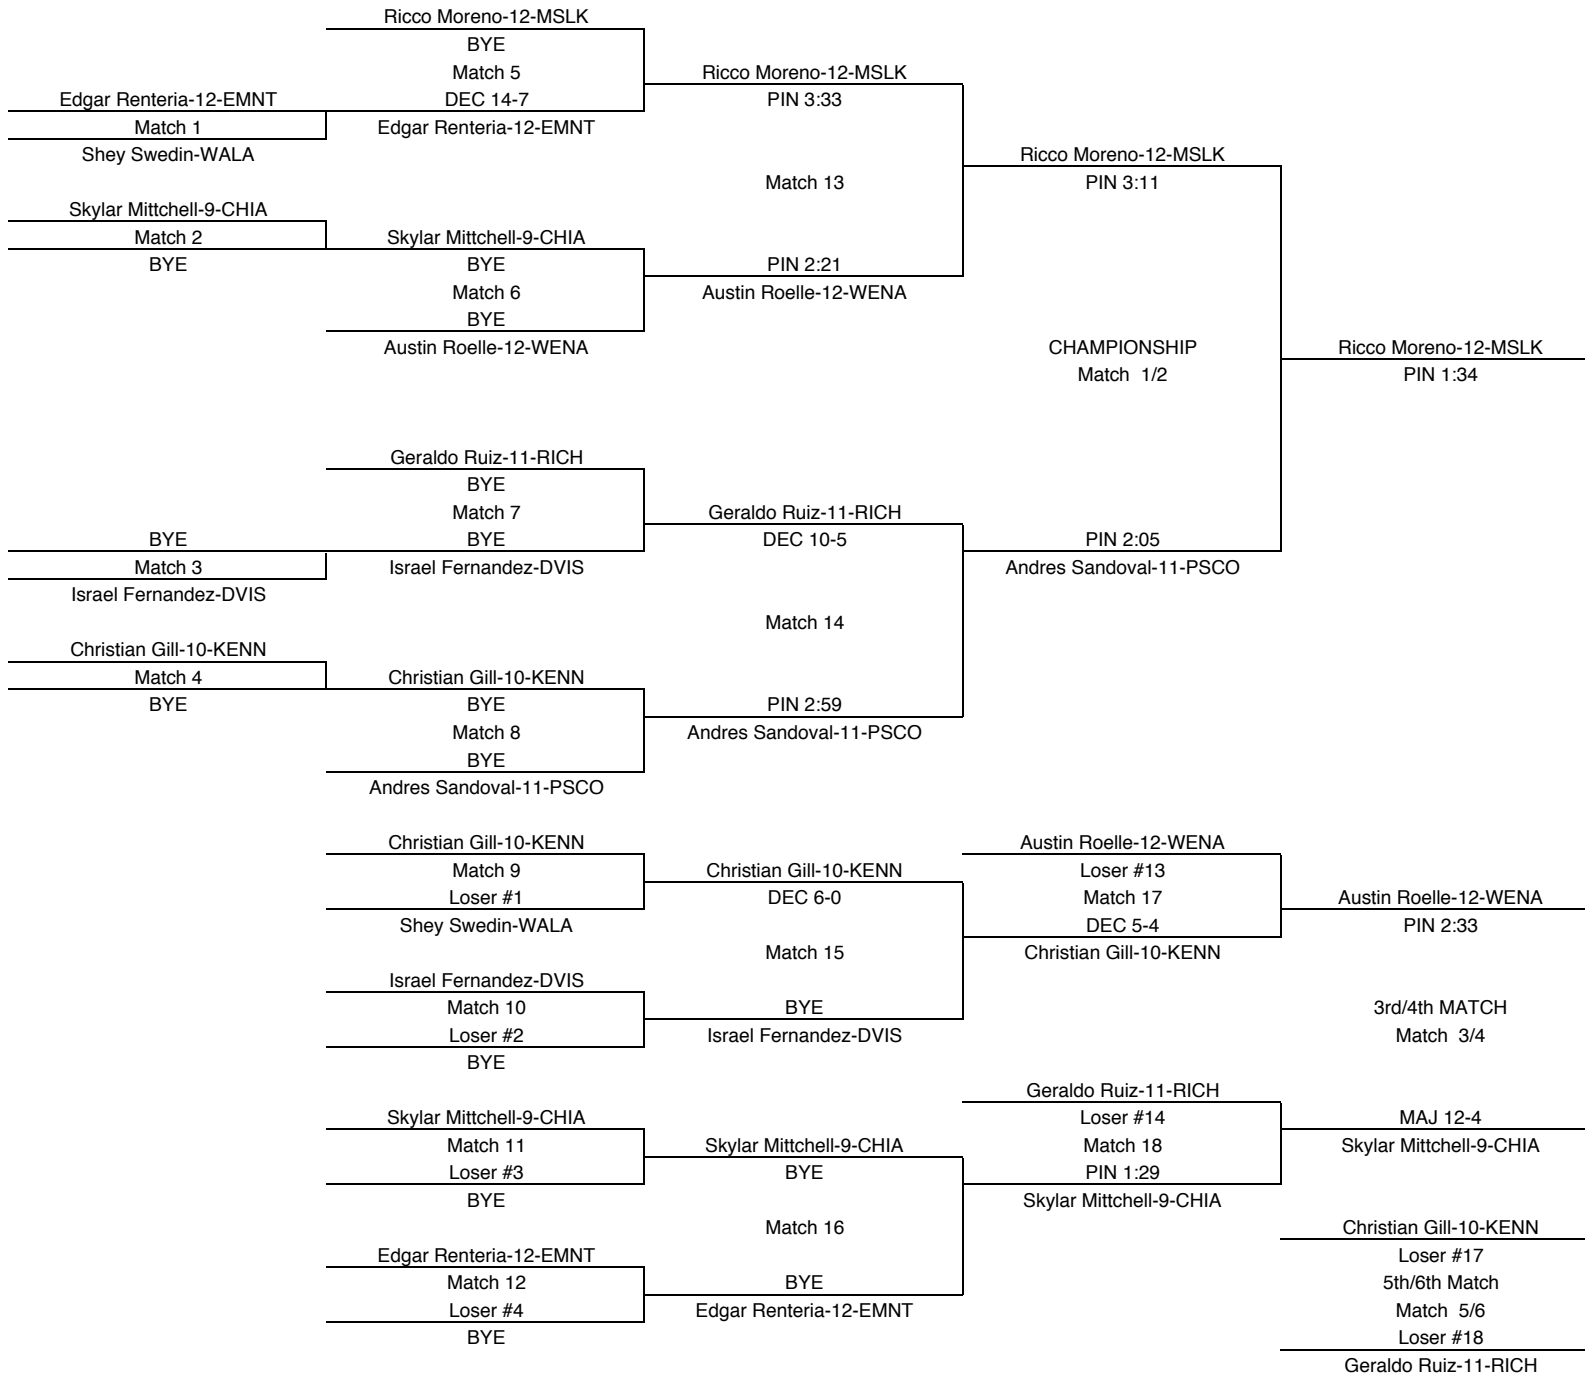 Ricco Moreno-12-MSLK
BYE
Match 5
DEC 14-7
Edgar Renteria-12-EMNT
Edgar Renteria-12-EMNT
Match 1
Shey Swedin-WALA
Skylar Mittchell-9-CHIA
Match 2
BYE
Skylar Mittchell-9-CHIA
BYE
Match 6
BYE
Austin Roelle-12-WENA
Ricco Moreno-12-MSLK
PIN 3:33
Match 13
PIN 2:21
Austin Roelle-12-WENA
Ricco Moreno-12-MSLK
PIN 3:11
CHAMPIONSHIP
Match 1/2
Ricco Moreno-12-MSLK
PIN 1:34
Geraldo Ruiz-11-RICH
BYE
Match 7
BYE
Israel Fernandez-DVIS
BYE
Match 3
Israel Fernandez-DVIS
Christian Gill-10-KENN
Match 4
BYE
Christian Gill-10-KENN
BYE
Match 8
BYE
Andres Sandoval-11-PSCO
Geraldo Ruiz-11-RICH
DEC 10-5
Match 14
PIN 2:59
Andres Sandoval-11-PSCO
PIN 2:05
Andres Sandoval-11-PSCO
Christian Gill-10-KENN
Match 9
Loser #1
Shey Swedin-WALA
Israel Fernandez-DVIS
Match 10
Loser #2
BYE
Christian Gill-10-KENN
DEC 6-0
Match 15
BYE
Israel Fernandez-DVIS
Austin Roelle-12-WENA
Loser #13
Match 17
DEC 5-4
Christian Gill-10-KENN
Austin Roelle-12-WENA
PIN 2:33
3rd/4th MATCH
Match 3/4
Skylar Mittchell-9-CHIA
Match 11
Loser #3
BYE
Edgar Renteria-12-EMNT
Match 12
Loser #4
BYE
Skylar Mittchell-9-CHIA
BYE
Match 16
BYE
Edgar Renteria-12-EMNT
Geraldo Ruiz-11-RICH
Loser #14
Match 18
PIN 1:29
Skylar Mittchell-9-CHIA
MAJ 12-4
Skylar Mittchell-9-CHIA
Christian Gill-10-KENN
Loser #17
5th/6th Match
Match 5/6
Loser #18
Geraldo Ruiz-11-RICH